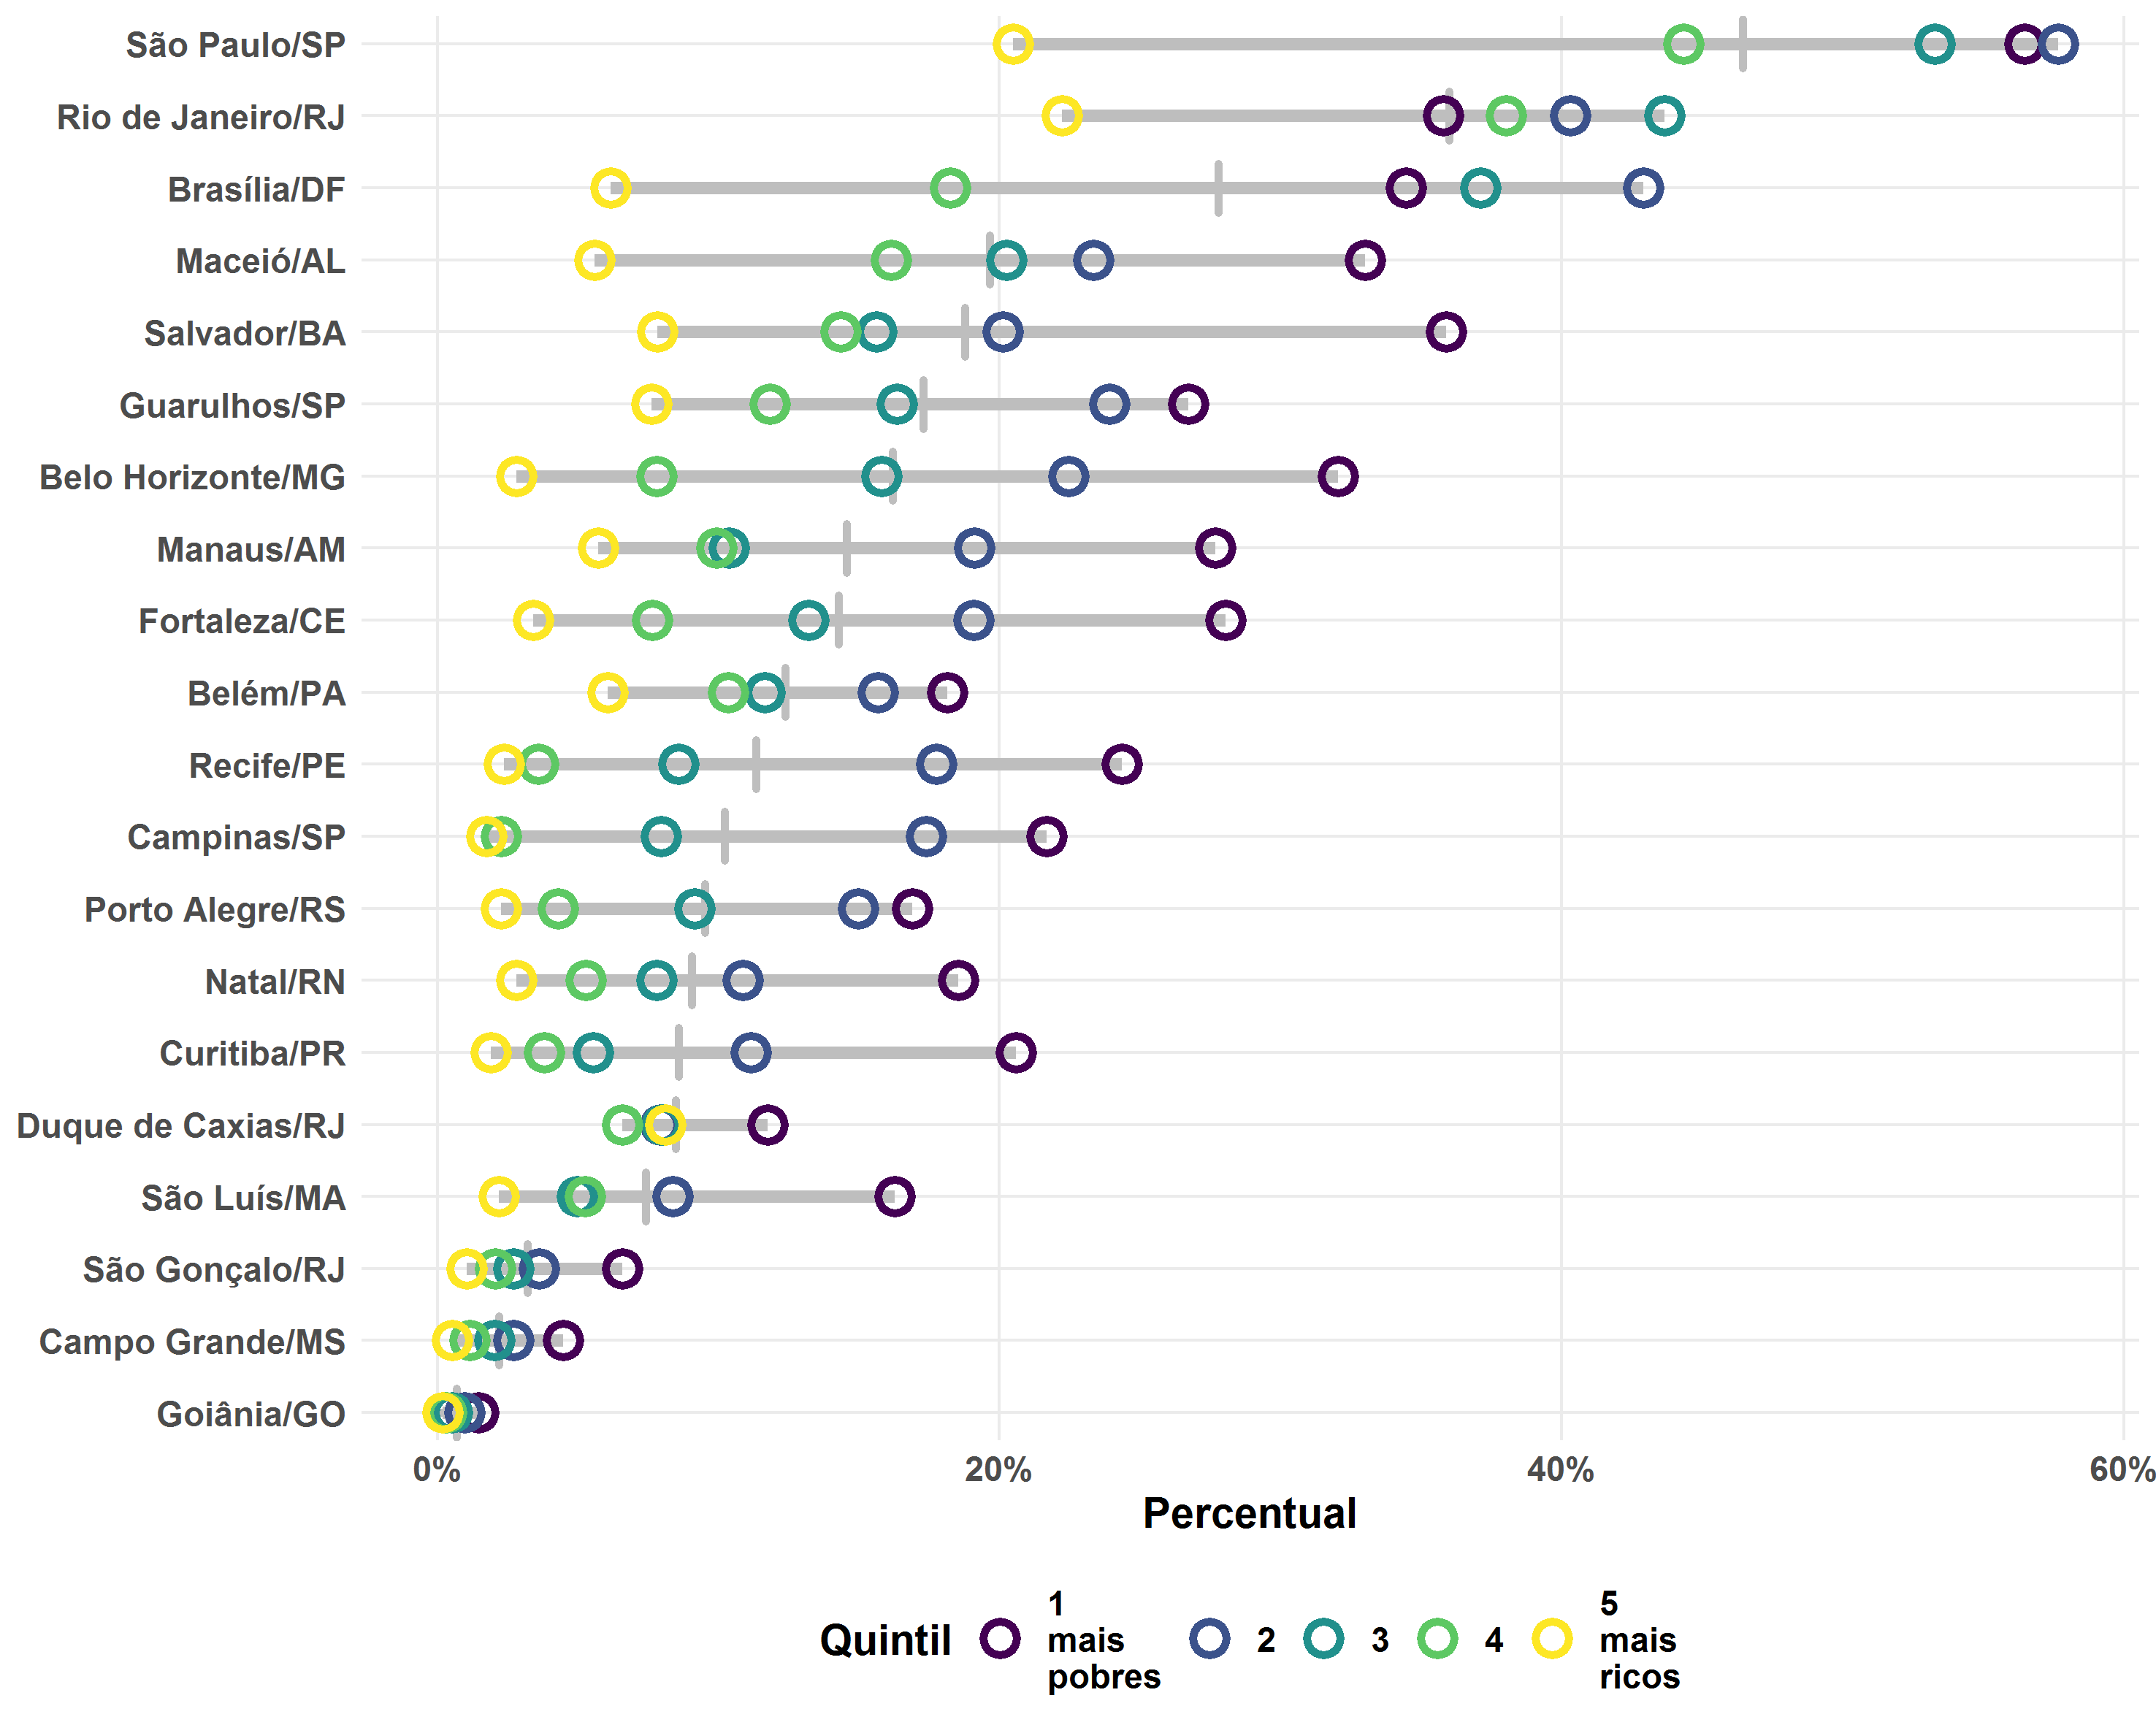 São Paulo/SP
Rio de Janeiro/RJ
Brasília/DF
Maceió/AL
Salvador/BA
Guarulhos/SP
Belo Horizonte/MG
Manaus/AM
Fortaleza/CE
Belém/PA
Recife/PE
Campinas/SP
Porto Alegre/RS
Natal/RN
Curitiba/PR
Duque de Caxias/RJ
São Luís/MA
São Gonçalo/RJ
Campo Grande/MS
Goiânia/GO
0% 20% 40% 60%
Percentual
Quintil
1
mais
pobres
2
3
4
5
mais
ricos